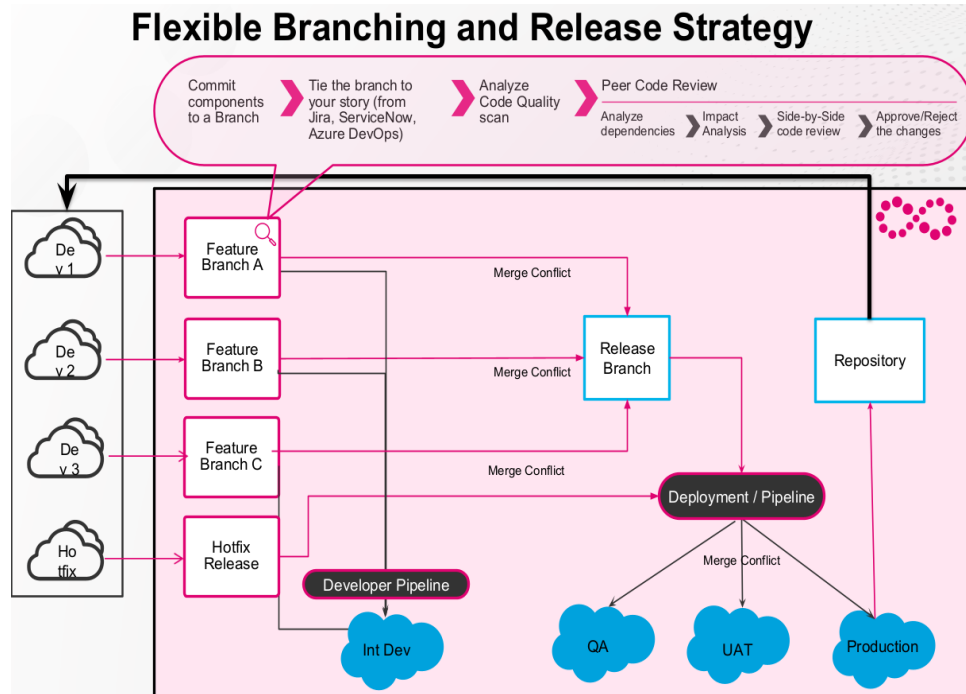 Flexible Branching and Release Strategy
Commit
components
to a Branch
Tie the branch to
your story (from
Jira, ServiceNow,
Azure DevOps)
Analyze
Code Quality
scan
Peer Code Review
Analyze
dependencies
Impact
Analysis
Side-by-Side
code review
Approve/Reject
the changes
De
v 1
Feature
Branch A
Merge Conflict
De
v 2
Feature
Branch B
Merge Conflict
Release
Branch
Repository
De
v 3
Feature
Branch C
Merge Conflict
Deployment / Pipeline
Ho
tfix
Hotfix
Release
Merge Conflict
Developer Pipeline
Int Dev
QA
UAT
Production